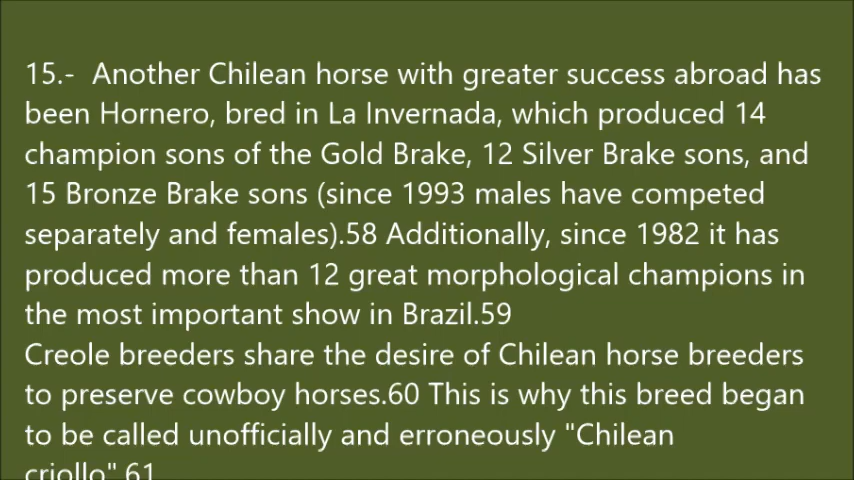 15.-  Another Chilean horse with greater success abroad has
been Hornero, bred in La Invernada, which produced 14
champion sons of the Gold Brake, 12 Silver Brake sons, and
15 Bronze Brake sons (since 1993 males have competed
separately and females).58 Additionally, since 1982 it has
produced more than 12 great morphological champions in
the most important show in Brazil.59
Creole breeders share the desire of Chilean horse breeders
to preserve cowboy horses.60 This is why this breed began
to be called unofficially and erroneously "Chilean
criollo".61